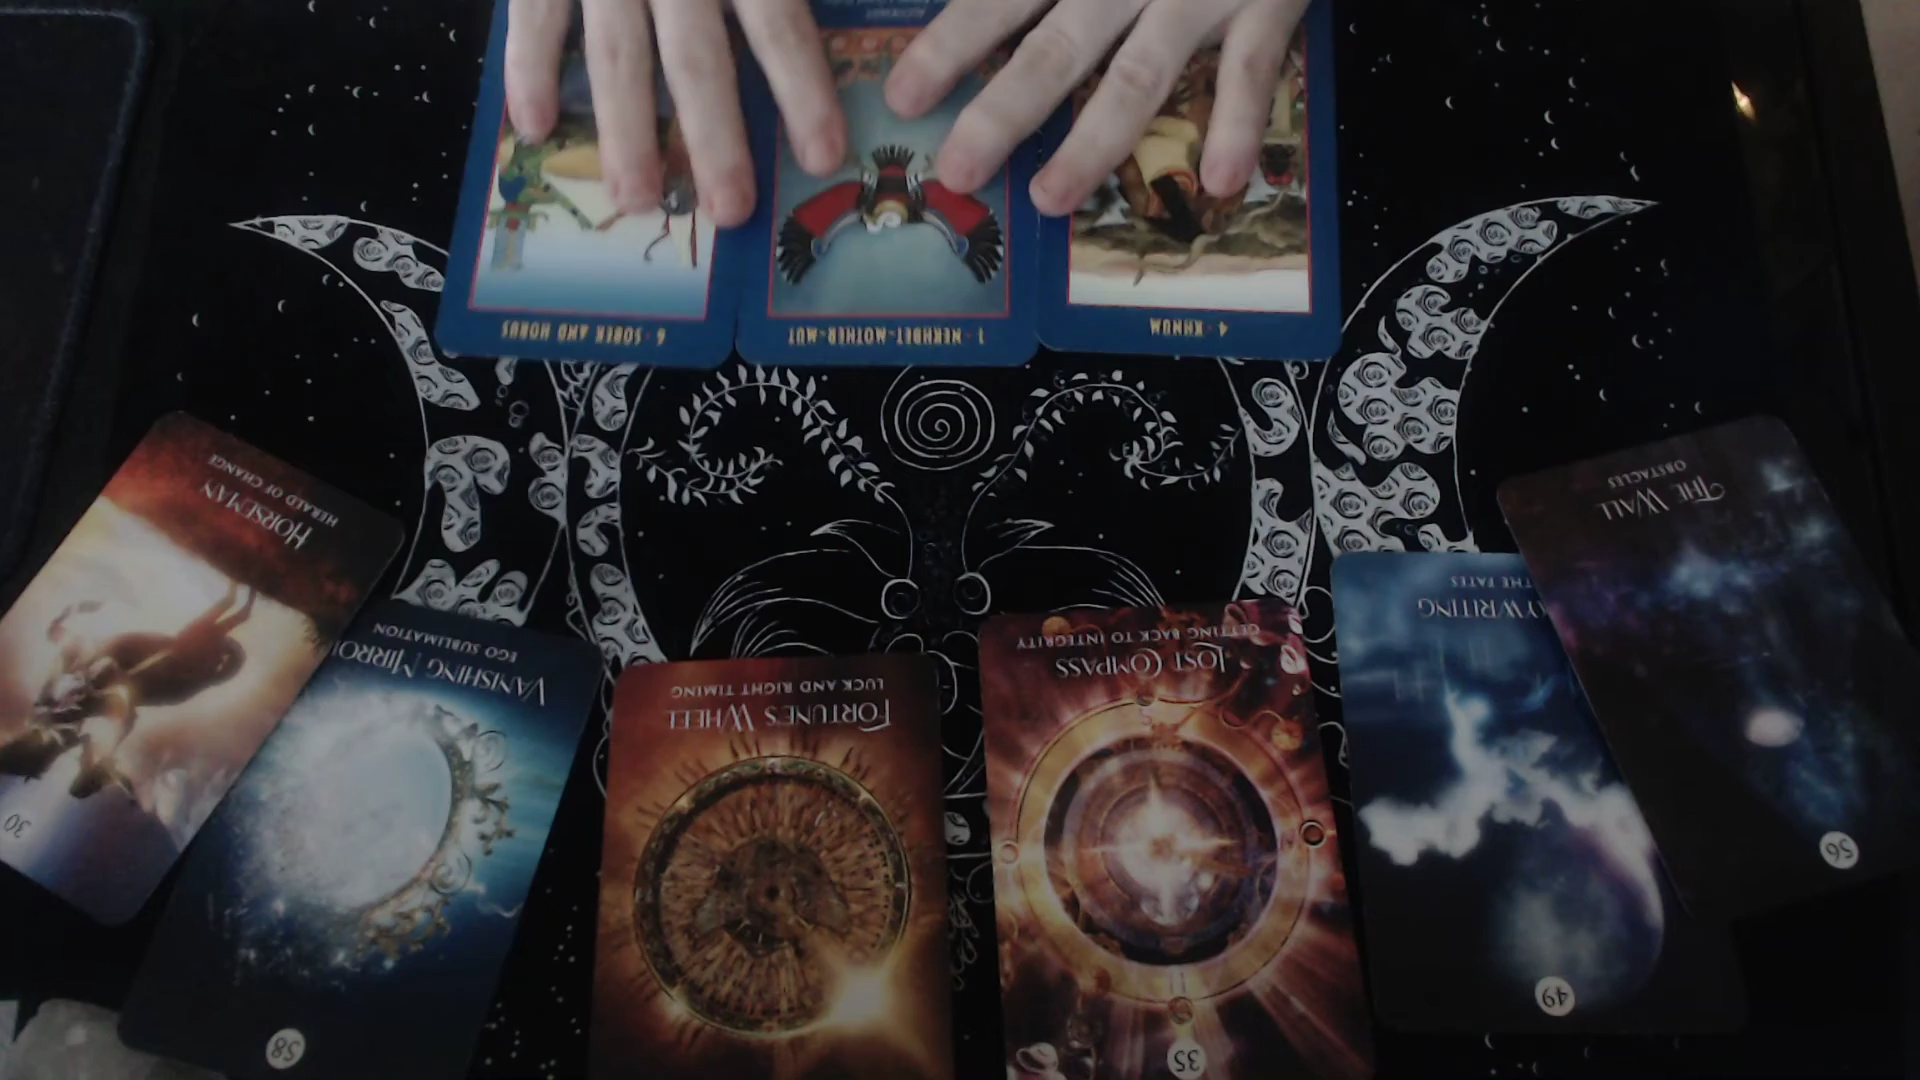 6 · SOBEK AND HORUS
1 · NEKHBET-MOTHER-MUT
4 · KHNUM
30
HORSEMAN
HERALD OF CHANGE
58
VANISHING MIRRO
EGO SUBLIMATION
FORTUNE'S WHEEL
LUCK AND RIGHT TIMING
35
LOST COMPASS
GETTING BACK TO INTEGRITY
49
YWRITING
THE FATES
56
THE WALL
OBSTACLES